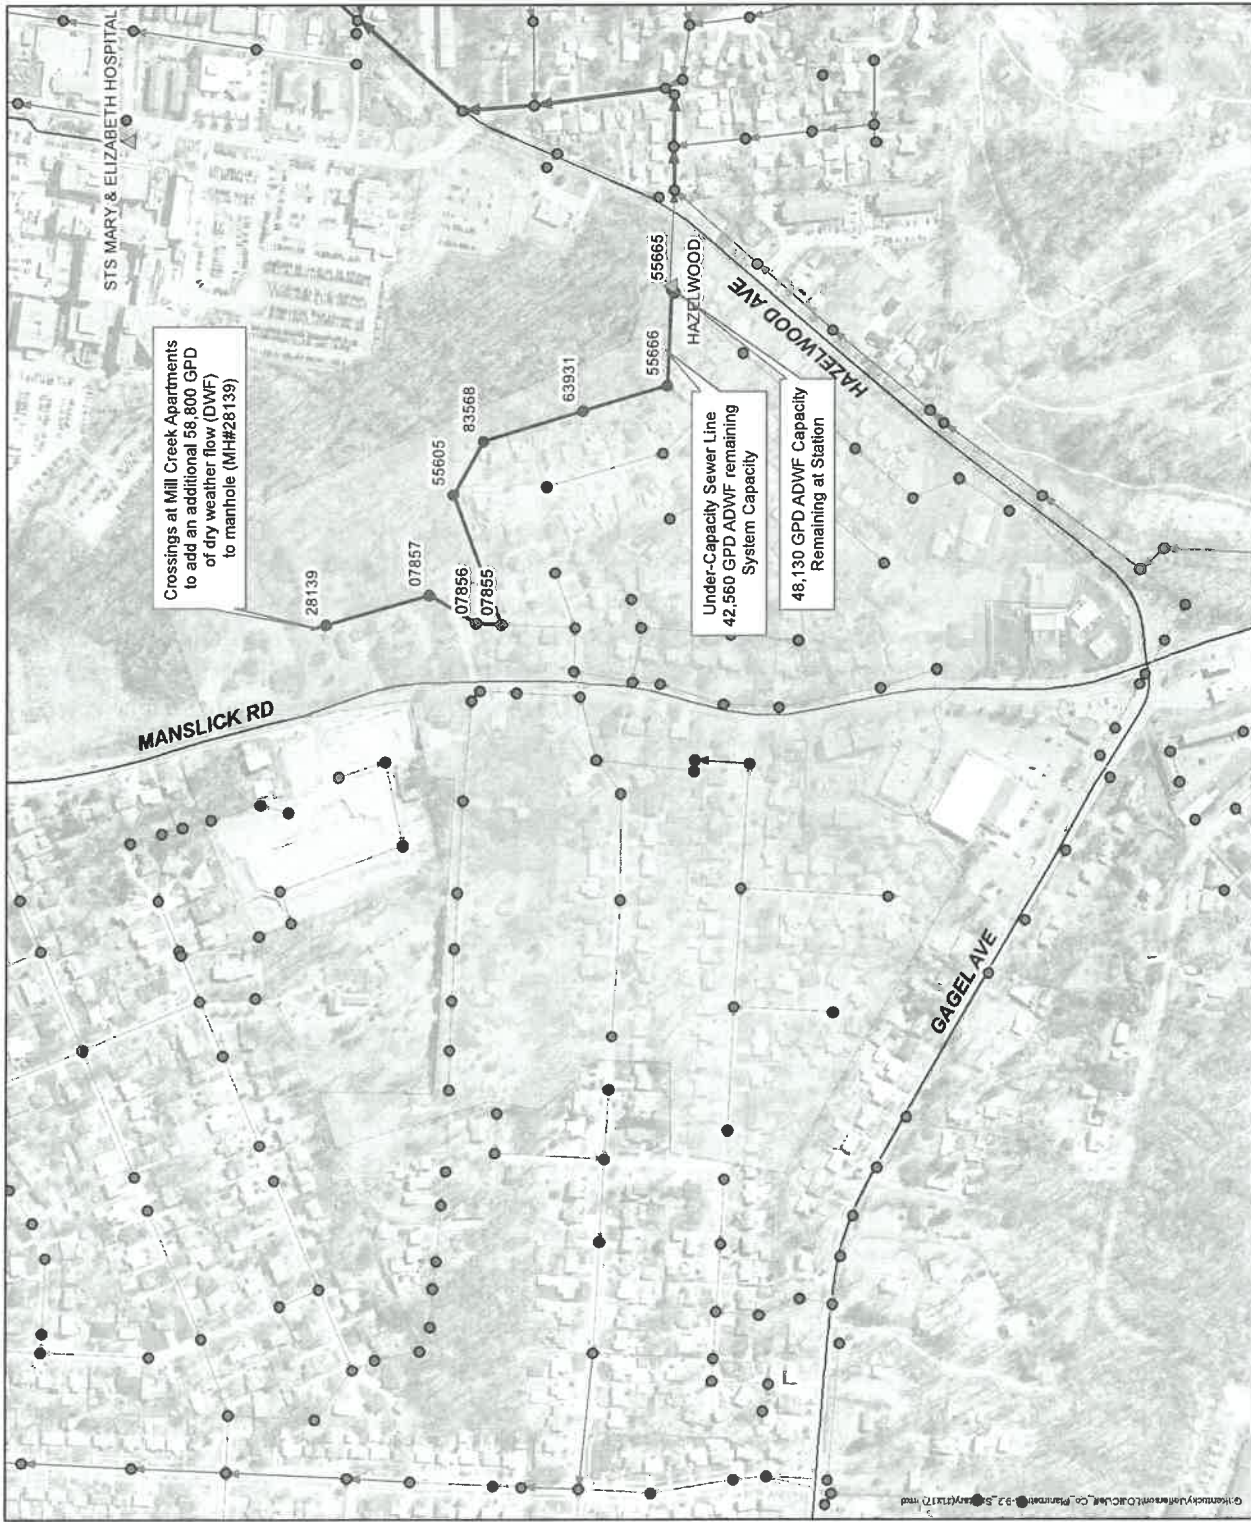 STS MARY & ELIZABETH HOSPITAL
Crossings at Mill Creek Apartments
to add an additional 58,800 GPD
of dry weather flow (DWF)
to manhole (MH#28139)
28139
07857
07856
07855
55605
83568
63931
55666
55665
HAZELWOOD
HAZELWOOD AVE
MANSLICK RD
Under-Capacity Sewer Line
42,560 GPD ADWF remaining
System Capacity
48,130 GPD ADWF Capacity
Remaining at Station
GAGEL AVE